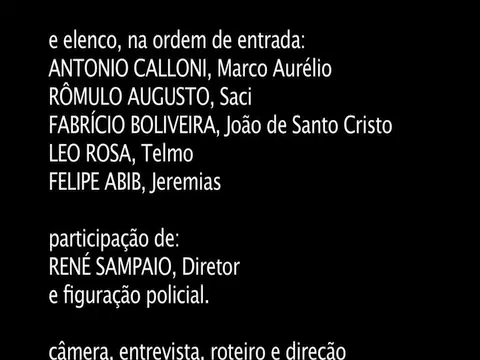 e elenco, na ordem de entrada:
ANTONIO CALLONI, Marco Aurélio
RÔMULO AUGUSTO, Saci
FABRÍCIO BOLIVEIRA, João de Santo Cristo
LEO ROSA, Telmo
FELIPE ABIB, Jeremias
participação de:
RENÉ SAMPAIO, Diretor
e figuração policial.
câmera, entrevista, roteiro e direção